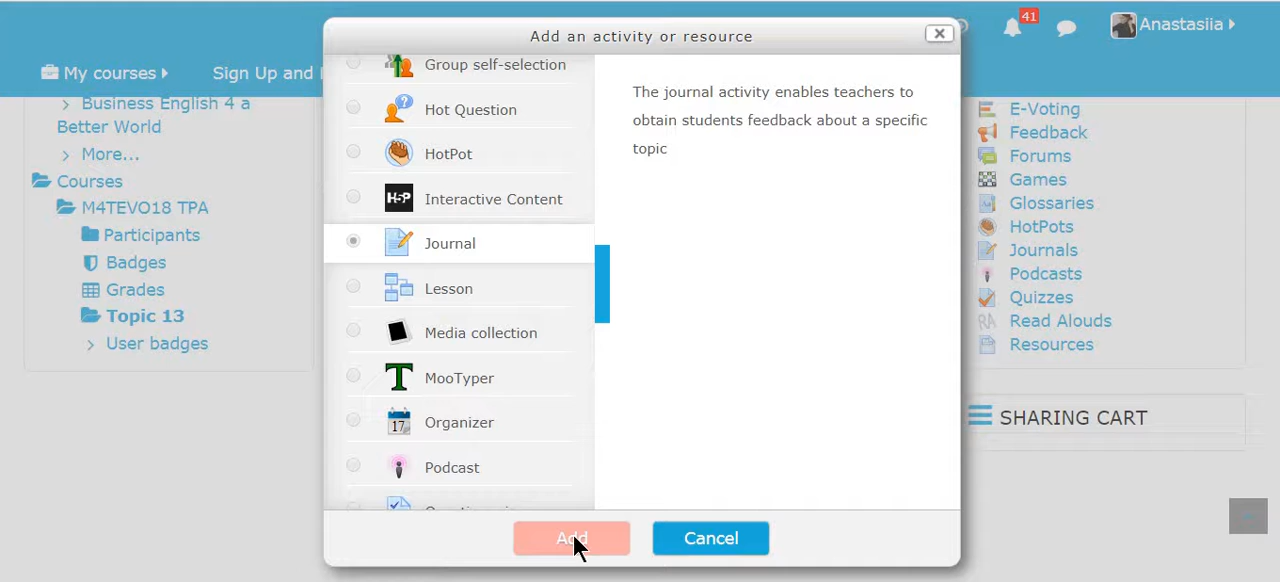 Add an activity or resource
41
Anastasiia
My courses
Sign Up and
Business English 4 a
Better World
More...
Courses
M4TEVO18 TPA
Participants
Badges
Grades
Topic 13
User badges
Group self-selection
Hot Question
HotPot
H5P
Interactive Content
Journal
Lesson
Media collection
MooTyper
17
Organizer
Podcast
The journal activity enables teachers to
obtain students feedback about a specific
topic
Add
Cancel
E-Voting
Feedback
Forums
Games
Glossaries
HotPots
Journals
Podcasts
Quizzes
RA
Read Alouds
Resources
SHARING CART